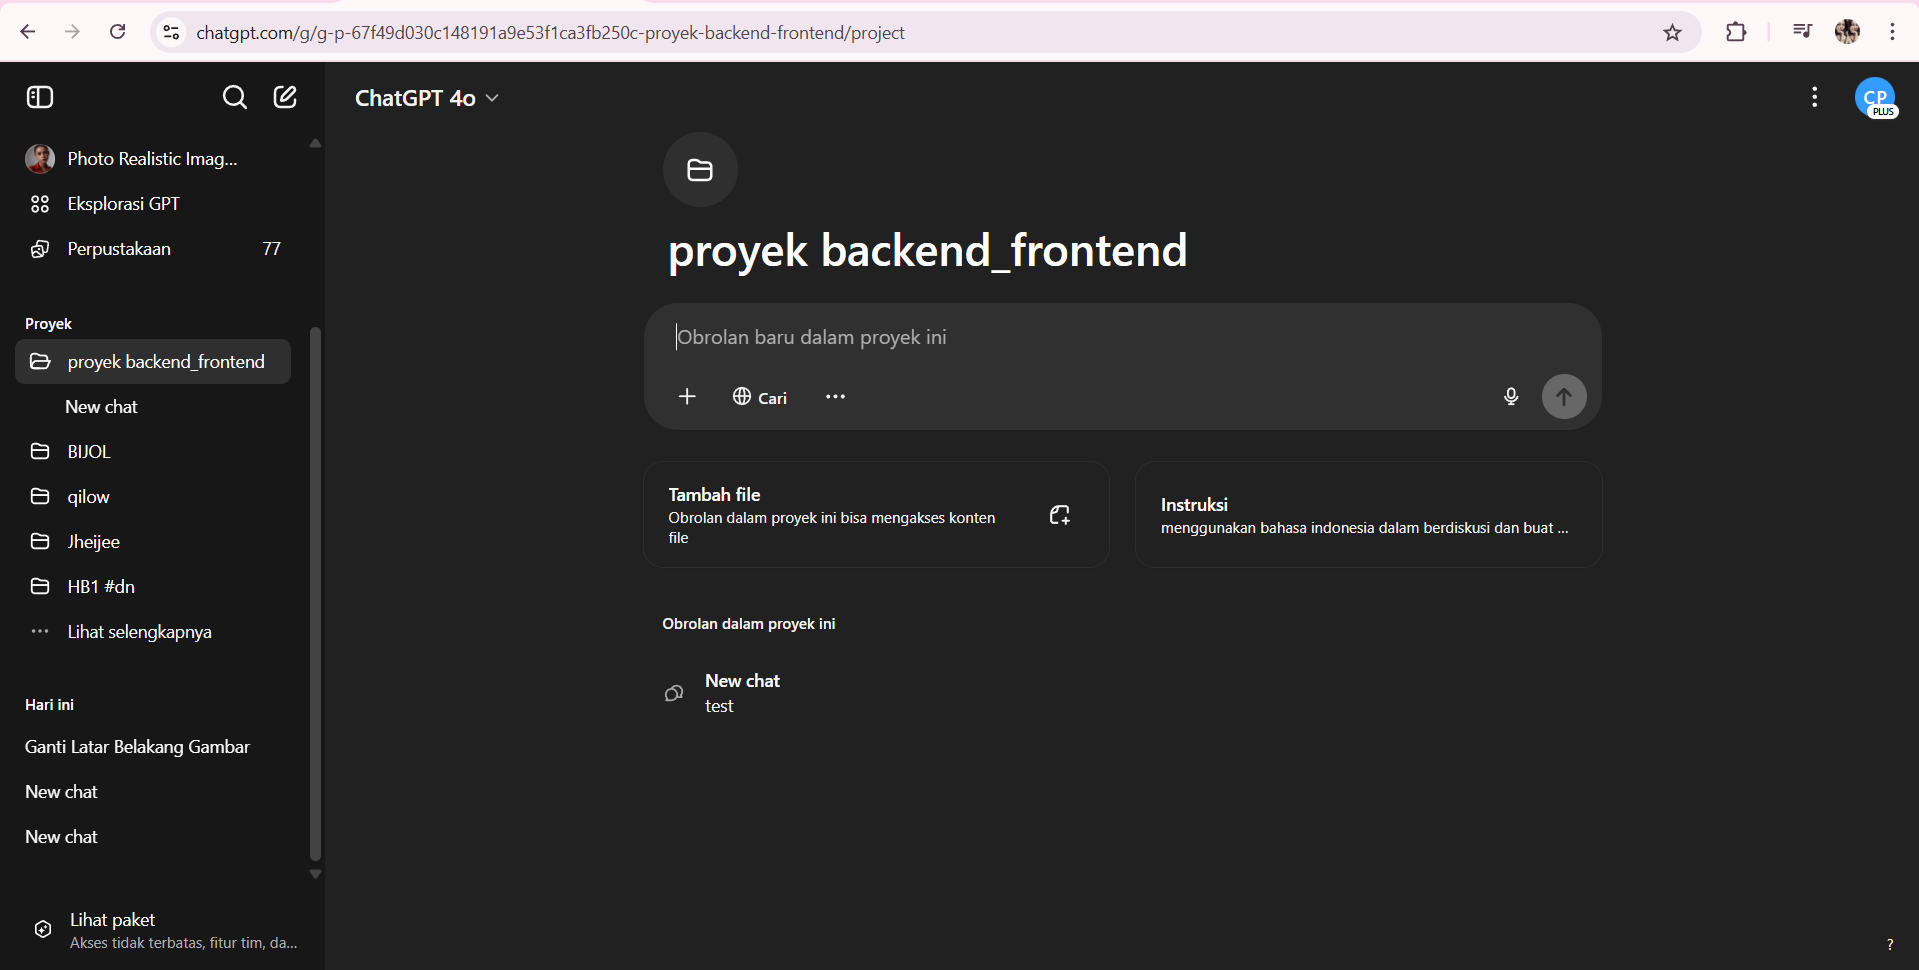 chatgpt.com/g/g-p-67f49d030c148191a9e53f1ca3fb250c-proyek-backend-frontend/project
ChatGPT 4o
CP
PLUS
Photo Realistic Imag...
Eksplorasi GPT
Perpustakaan 77
Proyek
proyek backend_frontend
New chat
BIJOL
qilow
Jheijee
HB1 #dn
Lihat selengkapnya
Hari ini
Ganti Latar Belakang Gambar
New chat
New chat
Lihat paket
Akses tidak terbatas, fitur tim, da...
proyek backend_frontend
Obrolan baru dalam proyek ini
Cari
Tambah file
Obrolan dalam proyek ini bisa mengakses konten
file
Instruksi
menggunakan bahasa indonesia dalam berdiskusi dan buat ...
Obrolan dalam proyek ini
New chat
test
?